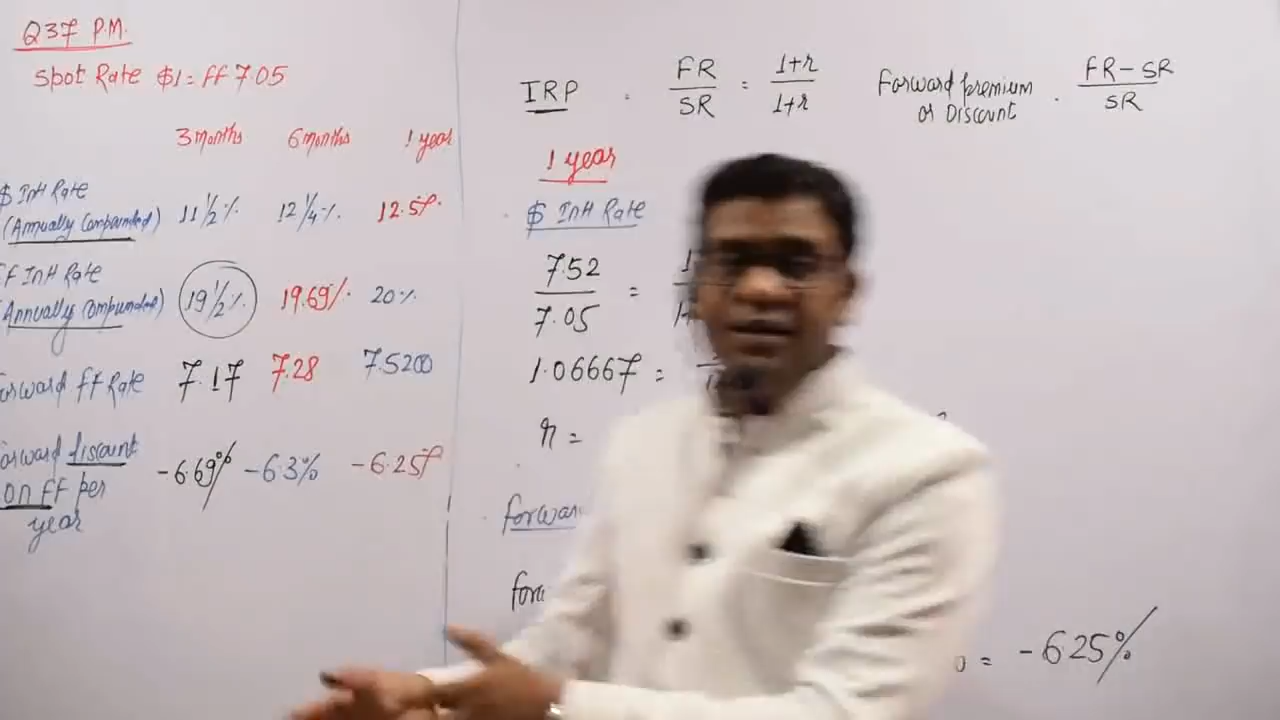 Q37 P.M.
Spot Rate $1 = FF 7.05
3 months 6 months 1 year
$ Int Rate
(Annually Compounded) 11 1/2 % 12 1/4 % 12.5%
Int Rate
Annually Compounded) 19 1/2 % 19.69% 20%
FF Rate 7.17 7.28 7.5200
discount
on FF per
year -6.69% -6.3% -6.25%
IRP . FR/SR = 1+r/1+r
Forward premium
or Discount . FR-SR/SR
1 year
$ Int Rate
7.52/7.05 =
1.06667 =
r =
= -6.25%